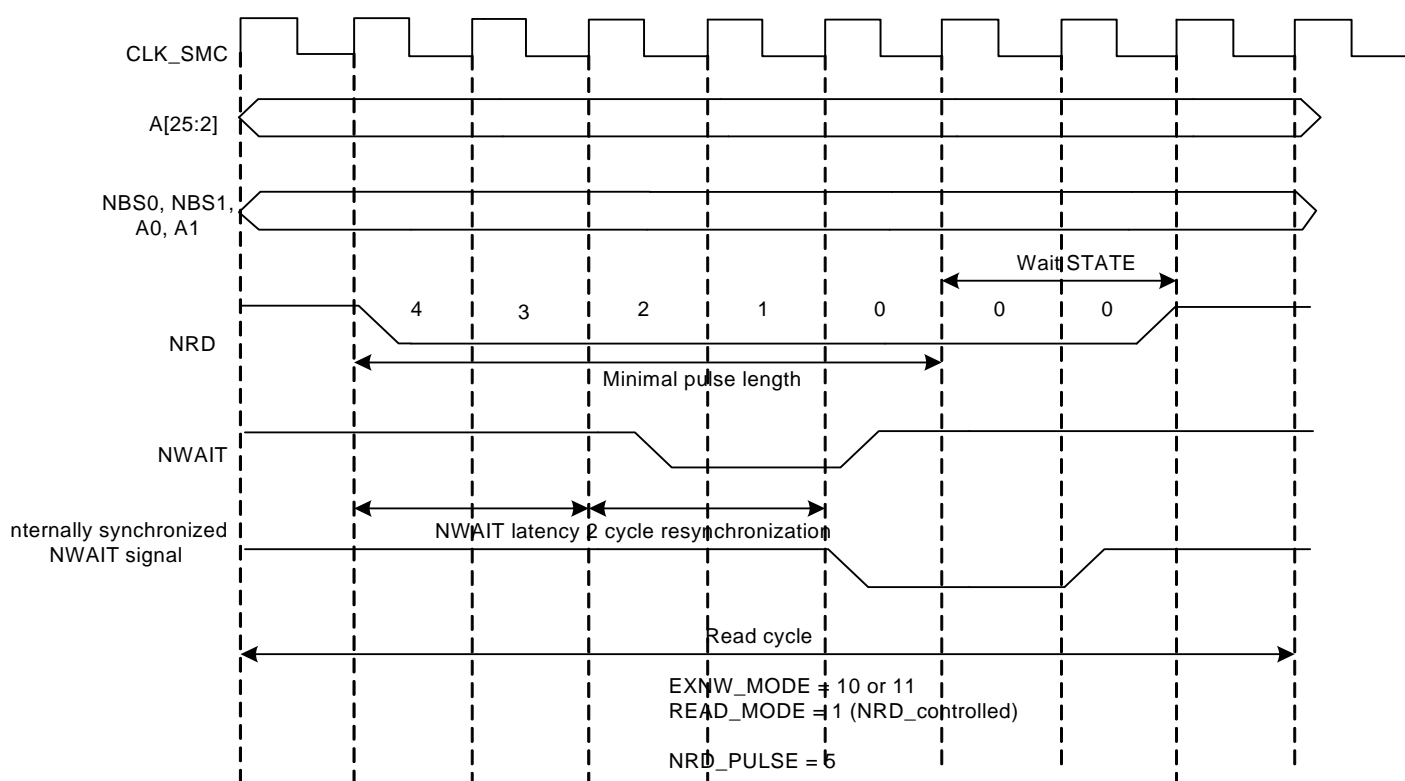 CLK_SMC
A[25:2]
NBS0, NBS1,
A0, A1
Wait STATE
4 3 2 1 0 0 0
NRD
Minimal pulse length
NWAIT
NWAIT latency 2 cycle resynchronization
nternally synchronized
NWAIT signal
Read cycle
EXNW_MODE = 10 or 11
READ_MODE = 1 (NRD_controlled)
NRD_PULSE = 5